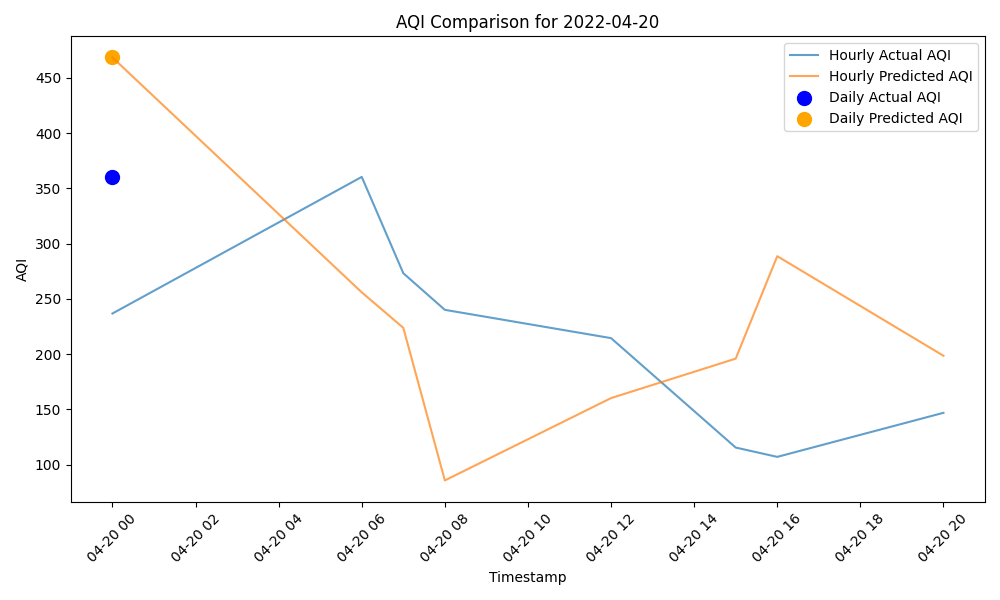 AQI Comparison for 2022-04-20
Hourly Actual AQI
Hourly Predicted AQI
Daily Actual AQI
Daily Predicted AQI
AQI
450
400
350
300
250
200
150
100
04-20 00
04-20 02
04-20 04
04-20 06
04-20 08
04-20 10
04-20 12
04-20 14
04-20 16
04-20 18
04-20 20
Timestamp